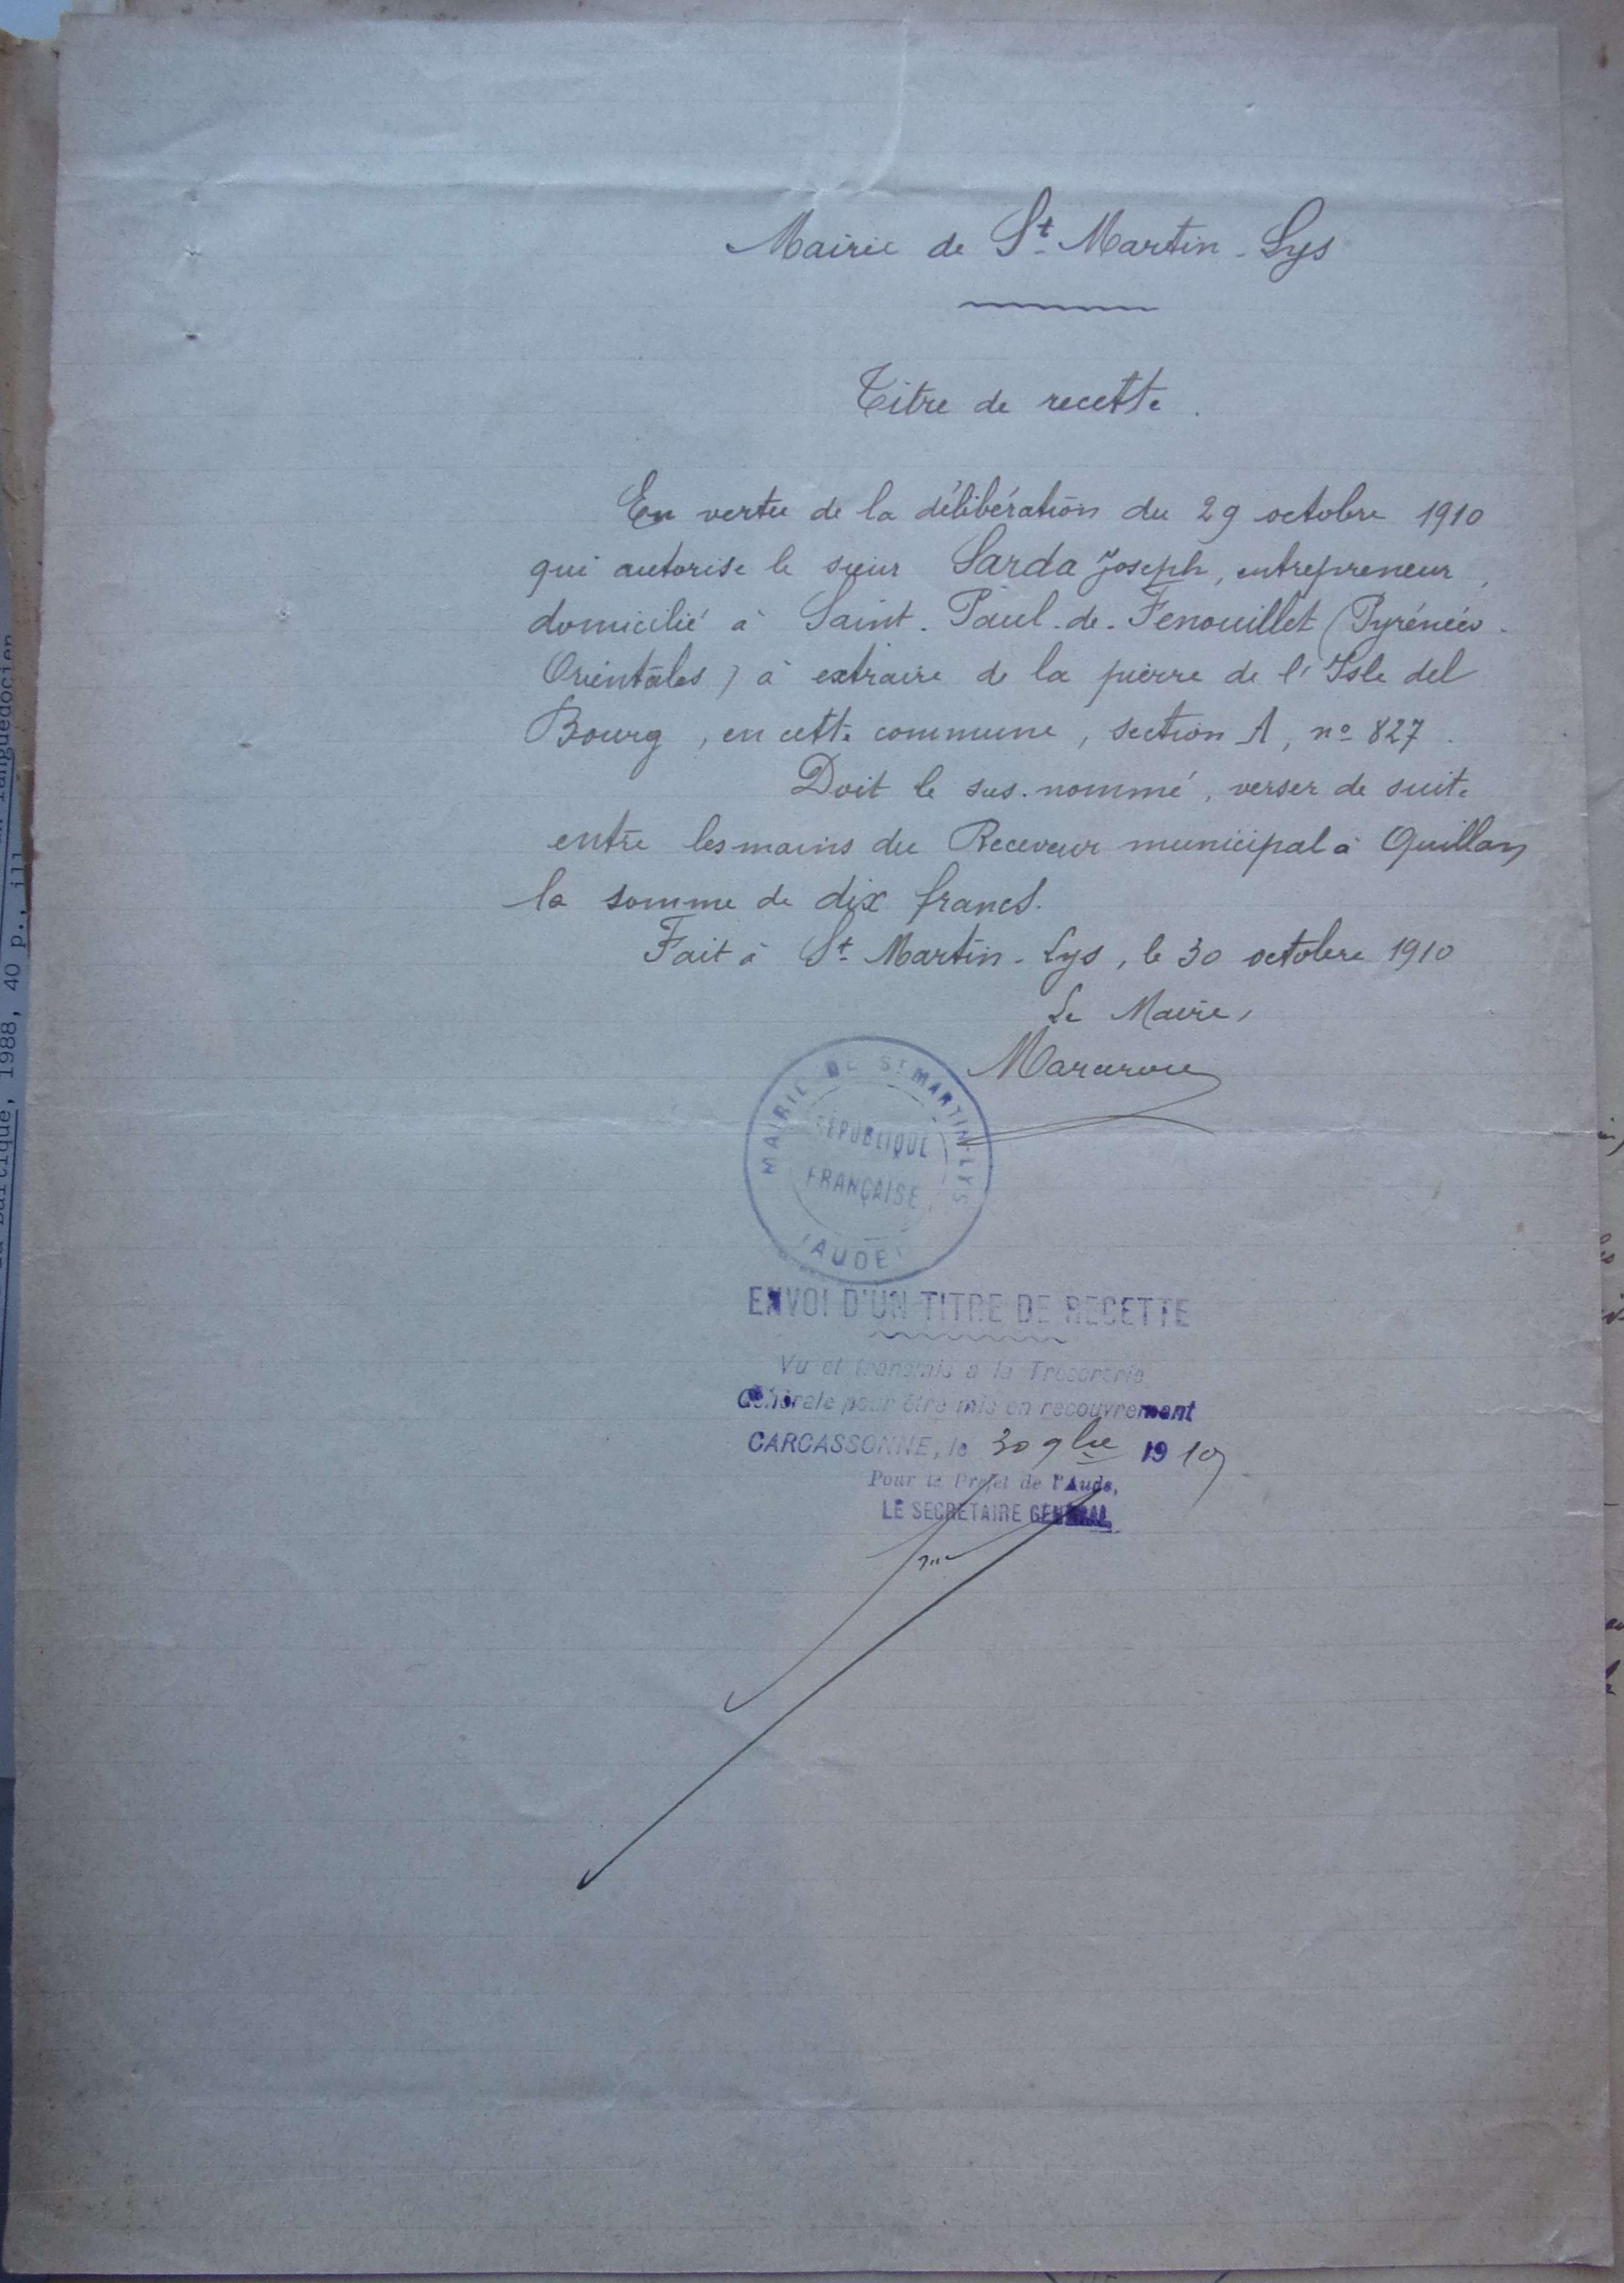 Mairie de St Martin-Lys
Titre de recette.
En vertu de la délibération du 29 octobre 1910
qui autorise le sieur Sarda Joseph, entrepreneur,
domicilié à Saint-Paul-de-Fenouillet (Pyrénées-
Orientales) à extraire de la pierre de l'Isle del
Bourg, en cette commune, section A, no 827.
Doit le sus-nommé, verser de suite
entre les mains du Receveur municipal à Quillan
la somme de dix francs.
Fait à St Martin-Lys, le 30 octobre 1910
Le Maire,
MAIRIE DE ST MARTIN-LYS
RÉPUBLIQUE
FRANÇAISE
(AUDE)
ENVOI D'UN TITRE DE RECETTE
Vu et transmis à la Trésorerie
Générale pour être mis en recouvrement
CARCASSONNE, le 30 9bre 1910
Pour le Préfet de l'Aude,
LE SECRÉTAIRE GÉNÉRAL
1988, 40 p., ill
languedocien